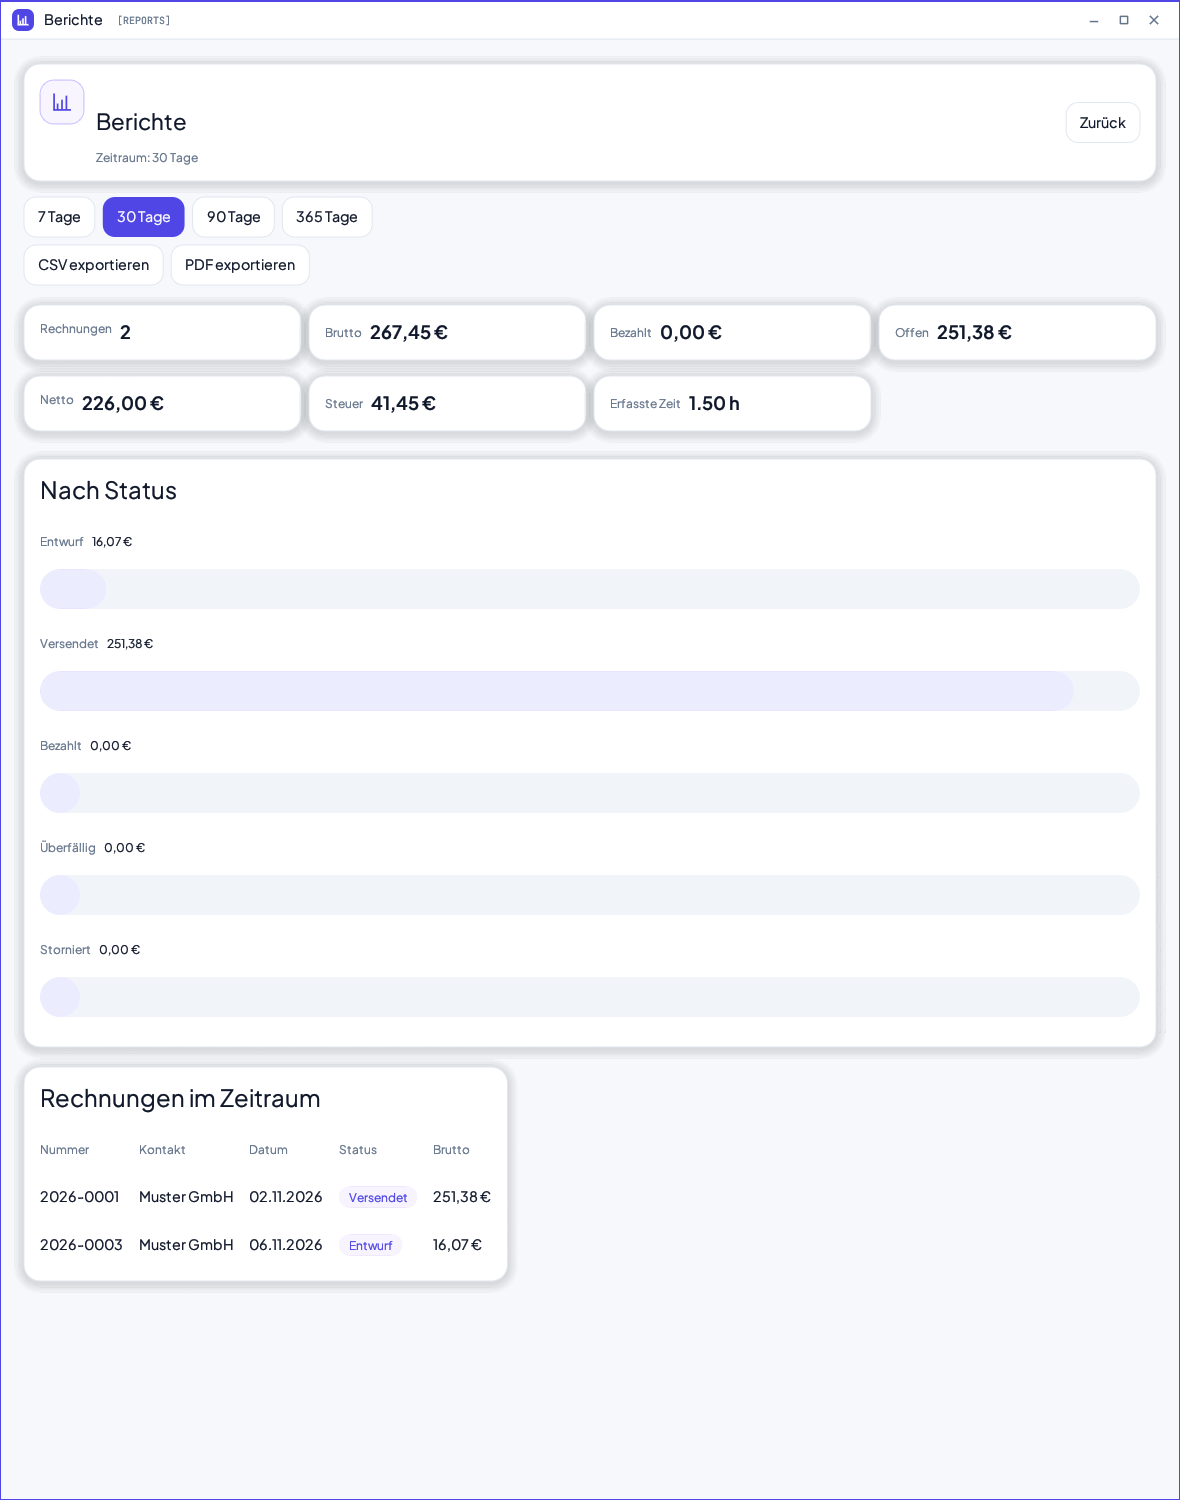 Berichte [REPORTS]
Berichte
Zurück
Zeitraum: 30 Tage
7 Tage 30 Tage 90 Tage 365 Tage
CSV exportieren PDF exportieren
Rechnungen 2 Brutto 267,45 € Bezahlt 0,00 € Offen 251,38 €
Netto 226,00 € Steuer 41,45 € Erfasste Zeit 1.50 h
Nach Status
Entwurf 16,07 €
Versendet 251,38 €
Bezahlt 0,00 €
Überfällig 0,00 €
Storniert 0,00 €
Rechnungen im Zeitraum
Nummer Kontakt Datum Status Brutto
2026-0001 Muster GmbH 02.11.2026 Versendet 251,38 €
2026-0003 Muster GmbH 06.11.2026 Entwurf 16,07 €